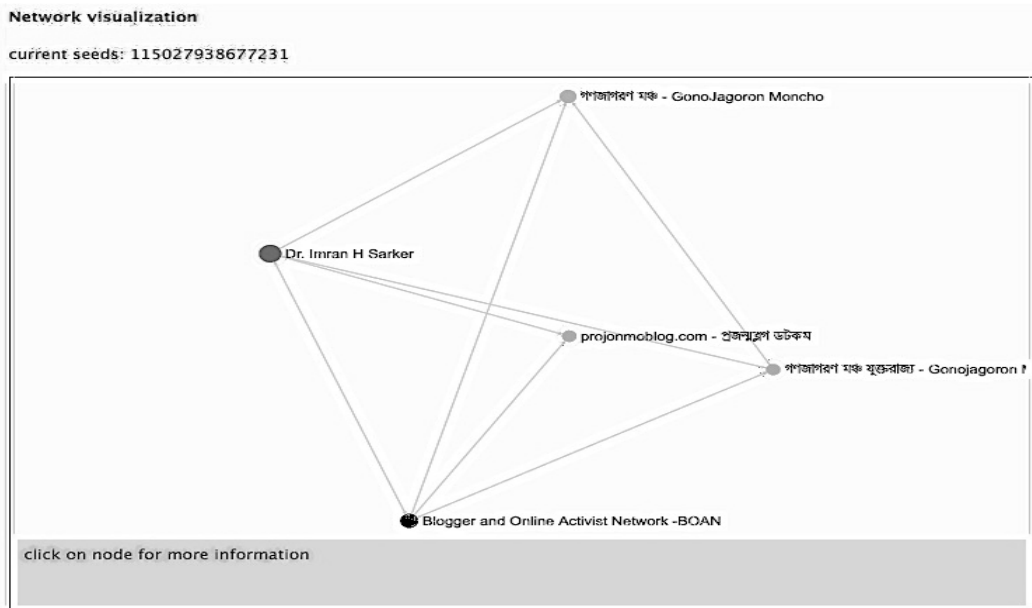 Network visualization
current seeds: 115027938677231
গণজাগরণ মঞ্চ - GonoJagoron Moncho
Dr. Imran H Sarker
projonmoblog.com - প্রজন্মব্লগ ডটকম
গণজাগরণ মঞ্চ যুক্তরাজ্য - Gonojagoron
Blogger and Online Activist Network -BOAN
click on node for more information